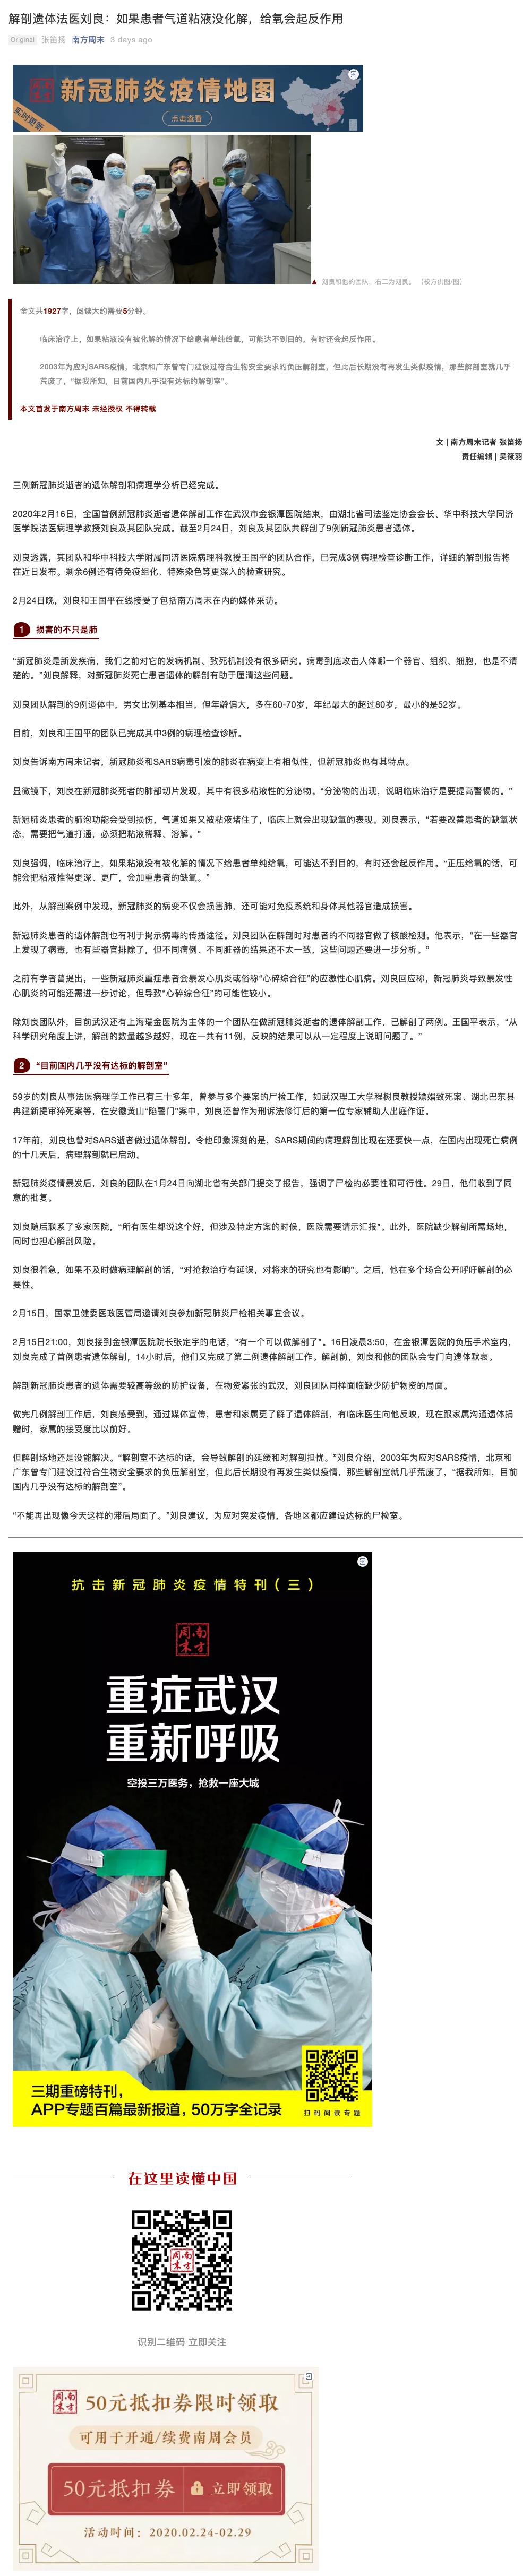 解剖遗体法医刘良：如果患者气道粘液没化解，给氧会起反作用
Original 张笛扬 南方周末 3 days ago
新冠肺炎疫情地图
实时更新
点击查看
▲ 刘良和他的团队，右二为刘良。（梭方供图/图）
全文共1927字，阅读大约需要5分钟。
临床治疗上，如果粘液没有被化解的情况下给患者单纯给氧，可能达不到目的，有时还会起反作用。
2003年为应对SARS疫情，北京和广东曾专门建设过符合生物安全要求的负压解剖室，但此后长期没有再发生类似疫情，那些解剖室就几乎
荒废了，“据我所知，目前国内几乎没有达标的解剖室”。
本文首发于南方周末 未经授权 不得转载
文 | 南方周末记者 张笛扬
责任编辑 | 吴筱羽
三例新冠肺炎逝者的遗体解剖和病理学分析已经完成。
2020年2月16日，全国首例新冠肺炎逝者遗体解剖工作在武汉市金银潭医院结束，由湖北省司法鉴定协会会长、华中科技大学同济
医学院法医病理学教授刘良及其团队完成。截至2月24日，刘良及其团队共解剖了9例新冠肺炎患者遗体。
刘良透露，其团队和华中科技大学附属同济医院病理科教授王国平的团队合作，已完成3例病理检查诊断工作，详细的解剖报告将
在近日发布。剩余6例还有待免疫组化、特殊染色等更深入的检查研究。
2月24日晚，刘良和王国平在线接受了包括南方周末在内的媒体采访。
1 损害的不只是肺
“新冠肺炎是新发疾病，我们之前对它的发病机制、致死机制没有很多研究。病毒到底攻击人体哪一个器官、组织、细胞，也是不清
楚的。”刘良解释，对新冠肺炎死亡患者遗体的解剖有助于厘清这些问题。
刘良团队解剖的9例遗体中，男女比例基本相当，但年龄偏大，多在60-70岁，年纪最大的超过80岁，最小的是52岁。
目前，刘良和王国平的团队已完成其中3例的病理检查诊断。
刘良告诉南方周末记者，新冠肺炎和SARS病毒引发的肺炎在病变上有相似性，但新冠肺炎也有其特点。
显微镜下，刘良在新冠肺炎死者的肺部切片发现，其中有很多粘液性的分泌物。“分泌物的出现，说明临床治疗是要提高警惕的。”
新冠肺炎患者的肺泡功能会受到损伤，气道如果又被粘液堵住了，临床上就会出现缺氧的表现。刘良表示，“若要改善患者的缺氧状
态，需要把气道打通，必须把粘液稀释、溶解。”
刘良强调，临床治疗上，如果粘液没有被化解的情况下给患者单纯给氧，可能达不到目的，有时还会起反作用。“正压给氧的话，可
能会把粘液推得更深、更广，会加重患者的缺氧。”
此外，从解剖案例中发现，新冠肺炎的病变不仅会损害肺，还可能对免疫系统和身体其他器官造成损害。
新冠肺炎患者的遗体解剖也有利于揭示病毒的传播途径。刘良团队在解剖时对患者的不同器官做了核酸检测。他表示，“在一些器官
上发现了病毒，也有些器官排除了，但不同病例、不同脏器的结果还不太一致，这些问题还要进一步分析。”
之前有学者曾提出，一些新冠肺炎重症患者会暴发心肌炎或俗称“心碎综合征”的应激性心肌病。刘良回应称，新冠肺炎导致暴发性
心肌炎的可能还需进一步讨论，但导致“心碎综合征”的可能性较小。
除刘良团队外，目前武汉还有上海瑞金医院为主体的一个团队在做新冠肺炎逝者的遗体解剖工作，已解剖了两例。王国平表示，“从
科学研究角度上讲，解剖的数量越多越好，现在一共有11例，反映的结果可以从一定程度上说明问题了。”
2 “目前国内几乎没有达标的解剖室”
59岁的刘良从事法医病理学工作已有三十多年，曾参与多个要案的尸检工作，如武汉理工大学程树良教授嫖娼致死案、湖北巴东县
冉建新提审猝死案等，在安徽黄山“陷警门”案中，刘良还曾作为刑诉法修订后的第一位专家辅助人出庭作证。
17年前，刘良也曾对SARS逝者做过遗体解剖。令他印象深刻的是，SARS期间的病理解剖比现在还要快一点，在国内出现死亡病例
的十几天后，病理解剖就已启动。
新冠肺炎疫情暴发后，刘良的团队在1月24日向湖北省有关部门提交了报告，强调了尸检的必要性和可行性。29日，他们收到了同
意的批复。
刘良随后联系了多家医院，“所有医生都说这个好，但涉及特定方案的时候，医院需要请示汇报”。此外，医院缺少解剖所需场地，
同时也担心解剖风险。
刘良很着急，如果不及时做病理解剖的话，“对抢救治疗有延误，对将来的研究也有影响”。之后，他在多个场合公开呼吁解剖的必
要性。
2月15日，国家卫健委医政医管局邀请刘良参加新冠肺炎尸检相关事宜会议。
2月15日21:00，刘良接到金银潭医院院长张定宇的电话，“有一个可以做解剖了”。16日凌晨3:50，在金银潭医院的负压手术室内，
刘良完成了首例患者遗体解剖，14小时后，他们又完成了第二例遗体解剖工作。解剖前，刘良和他的团队会专门向遗体默哀。
解剖新冠肺炎患者的遗体需要较高等级的防护设备，在物资紧张的武汉，刘良团队同样面临缺少防护物资的局面。
做完几例解剖工作后，刘良感受到，通过媒体宣传，患者和家属更了解了遗体解剖，有临床医生向他反映，现在跟家属沟通遗体捐
赠时，家属的接受度比以前好。
但解剖场地还是没能解决。“解剖室不达标的话，会导致解剖的延缓和对解剖担忧。”刘良介绍，2003年为应对SARS疫情，北京和
广东曾专门建设过符合生物安全要求的负压解剖室，但此后长期没有再发生类似疫情，那些解剖室就几乎荒废了，“据我所知，目前
国内几乎没有达标的解剖室”。
“不能再出现像今天这样的滞后局面了。”刘良建议，为应对突发疫情，各地区都应建设达标的尸检室。
抗击新冠肺炎疫情特刊（三）
南方周末
重症武汉
重新呼吸
空投三万医务，抢救一座大城
三期重磅特刊，
APP专题百篇最新报道，50万字全记录
扫码阅读专题
在这里读懂中国
南方周末
识别二维码 立即关注
南方周末
50元抵扣券限时领取
可用于开通/续费南周会员
50元抵扣券 立即领取
活动时间：2020.02.24-02.29